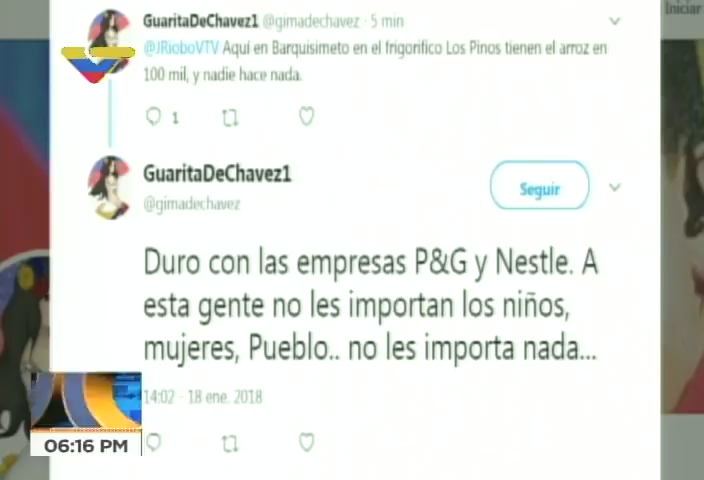 Iniciar
GuaritaDeChavez1 @gimadechavez · 5 min
@JRioboVTV Aquí en Barquisimeto en el frigorifico Los Pinos tienen el arroz en
100 mil, y nadie hace nada.
1
GuaritaDeChavez1
@gimadechavez
Seguir
Duro con las empresas P&G y Nestle. A
esta gente no les importan los niños,
mujeres, Pueblo.. no les importa nada...
14:02 - 18 ene. 2018
06:16 PM